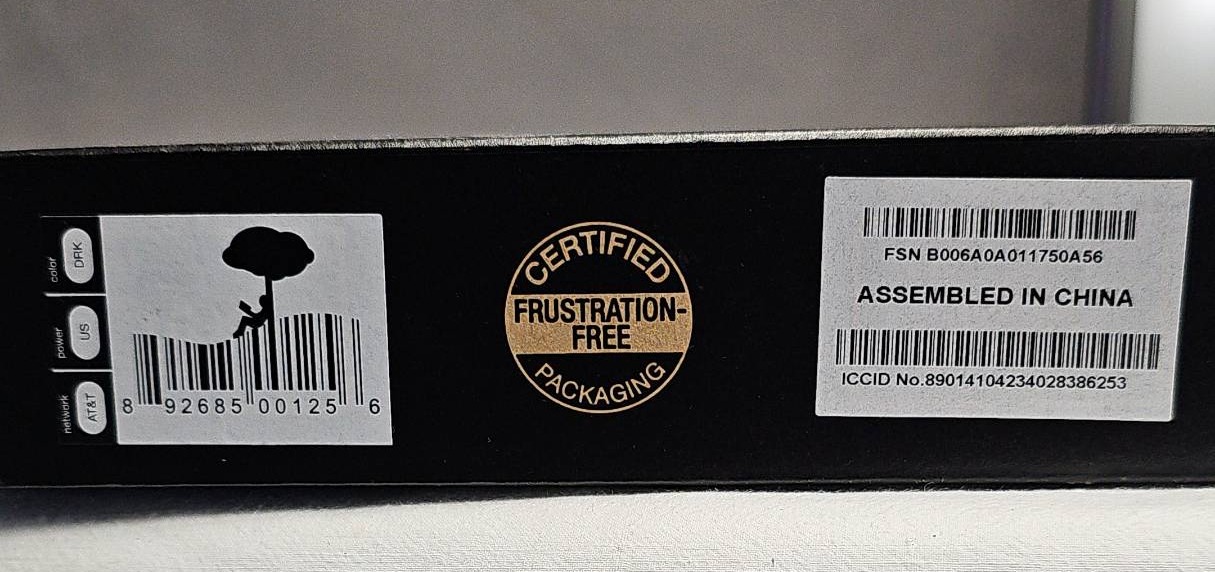 color
DRK
power
US
network
AT&T
8 92685 00125 6
CERTIFIED
FRUSTRATION-
FREE
PACKAGING
FSN B006A0A011750A56
ASSEMBLED IN CHINA
ICCID No.89014104234028386253